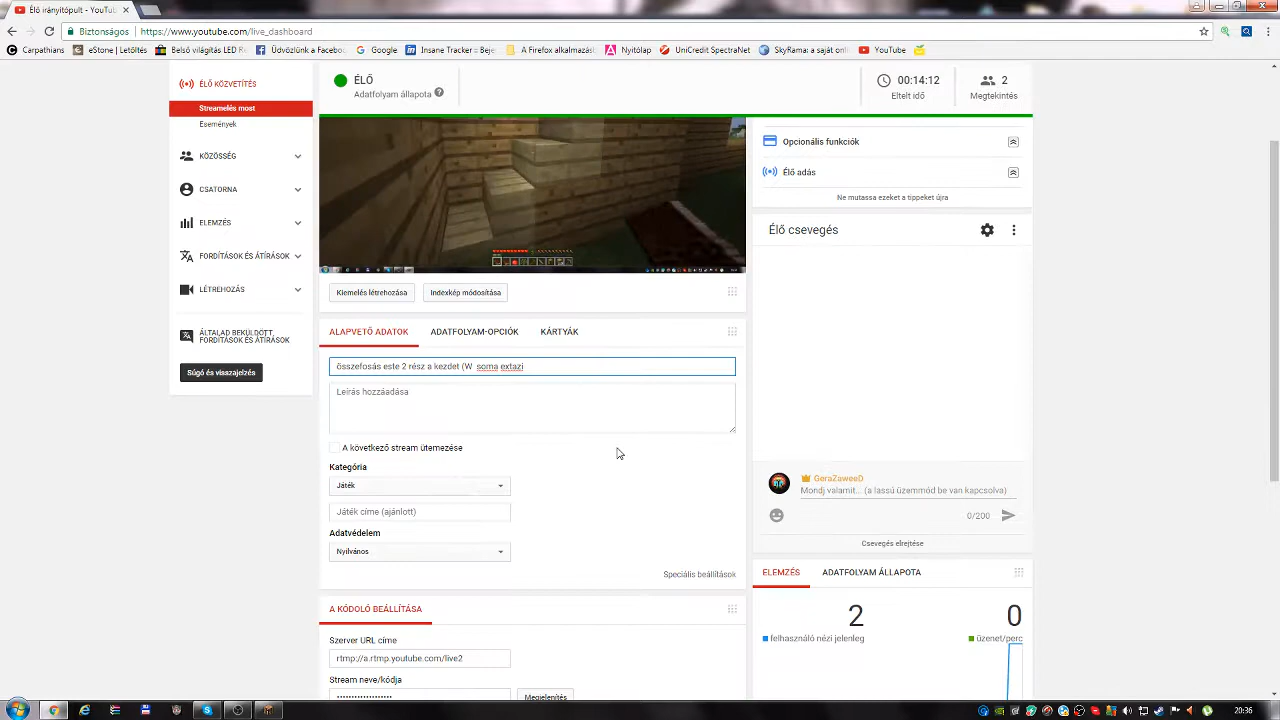 Élő irányítópult - YouTu
Biztonságos
https://www.youtube.com/live_dashboard
Carpathians
eStone | Letöltés
Belső világítás LED R
Üdvözlünk a Faceboo
Google
Insane Tracker = Beje
A Firefox alkalmazás
Nyitólap
UniCredit SpectraNet
SkyRama: a saját onl
YouTube
ÉLŐ KÖZVETÍTÉS
Streamelés most
Események
KÖZÖSSÉG
CSATORNA
ELEMZÉS
FORDÍTÁSOK ÉS ÁTÍRÁSOK
LÉTREHOZÁS
ÁLTALAD BEKÜLDÖTT,
FORDÍTÁSOK ÉS ÁTÍRÁSOK
Súgó és visszajelzés
ÉLŐ
Adatfolyam állapota
00:14:12
Eltelt idő
2
Megtekintés
Kiemelés létrehozása
Indexkép módosítása
ALAPVETŐ ADATOK
ADATFOLYAM-OPCIÓK
KÁRTYÁK
összefosás este 2 rész a kezdet (W soma extazi
Leírás hozzáadása
A következő stream ütemezése
Kategória
Játék
Játék címe (ajánlott)
Adatvédelem
Nyilvános
Speciális beállítások
A KÓDOLÓ BEÁLLÍTÁSA
Szerver URL címe
rtmp://a.rtmp.youtube.com/live2
Stream neve/kódja
Megjelenítés
Opcionális funkciók
Élő adás
Ne mutassa ezeket a tippeket újra
Élő csevegés
GeraZaweeD
Mondj valamit... (a lassú üzemmód be van kapcsolva)
0/200
Csevegés elrejtése
ELEMZÉS
ADATFOLYAM ÁLLAPOTA
2
felhasználó nézi jelenleg
0
üzenet/perc
20:36